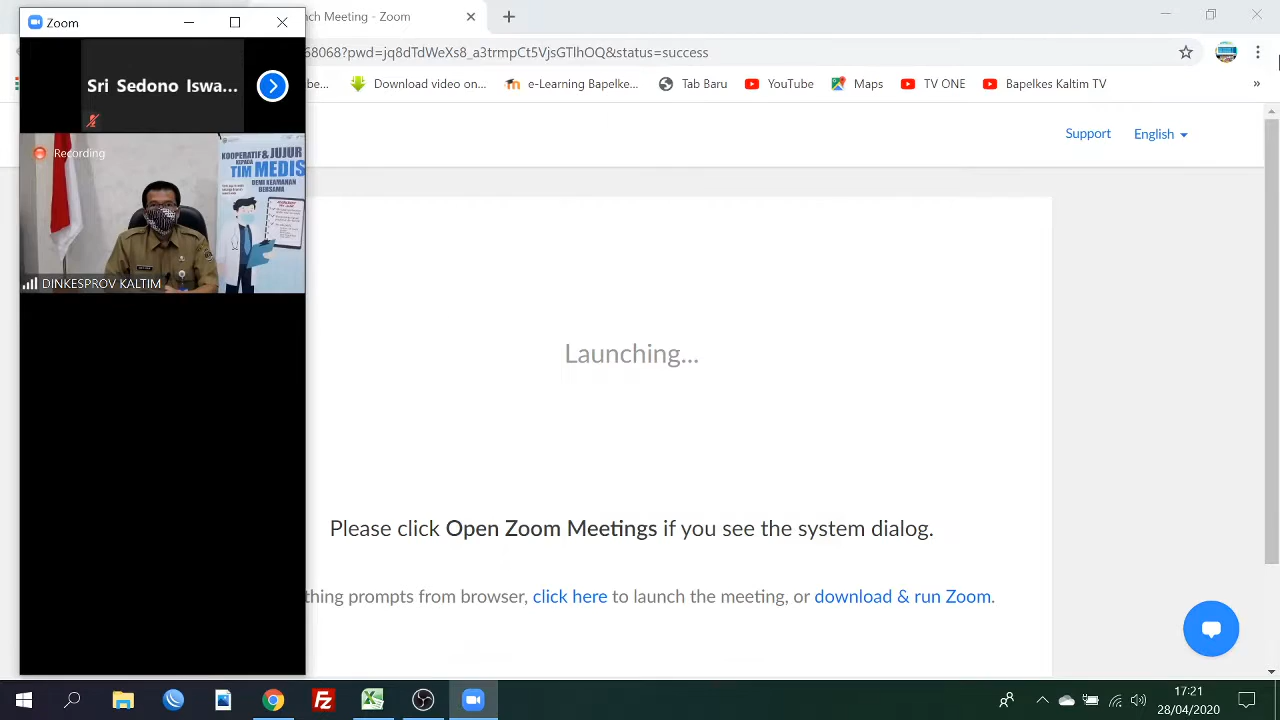 Zoom
ch Meeting - Zoom
68068?pwd=jq8dTdWeXs8_a3trmpCt5VjsGTlhOQ&status=success
be...
Download video on...
e-Learning Bapelke...
Tab Baru
YouTube
Maps
TV ONE
Bapelkes Kaltim TV
»
Sri Sedono Iswa...
Support
English
Recording
KOOPERATIF & JUJUR
KEPADA
TIM MEDIS
DEMI KEAMANAN
BERSAMA
DINKESPROV KALTIM
Launching...
Please click Open Zoom Meetings if you see the system dialog.
thing prompts from browser, click here to launch the meeting, or download & run Zoom.
17:21
28/04/2020